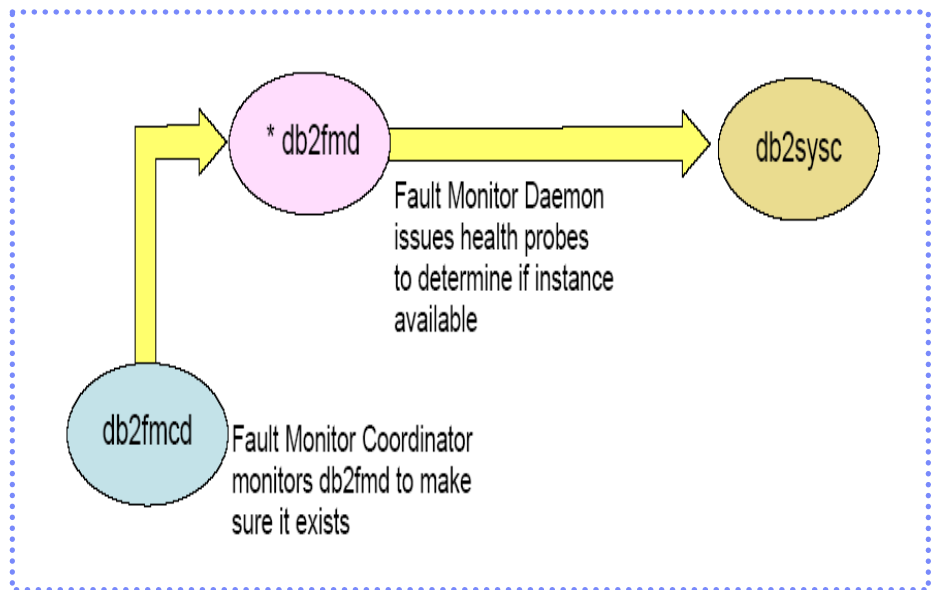 * db2fmd
db2sysc
Fault Monitor Daemon
issues health probes
to determine if instance
available
db2fmcd
Fault Monitor Coordinator
monitors db2fmd to make
sure it exists